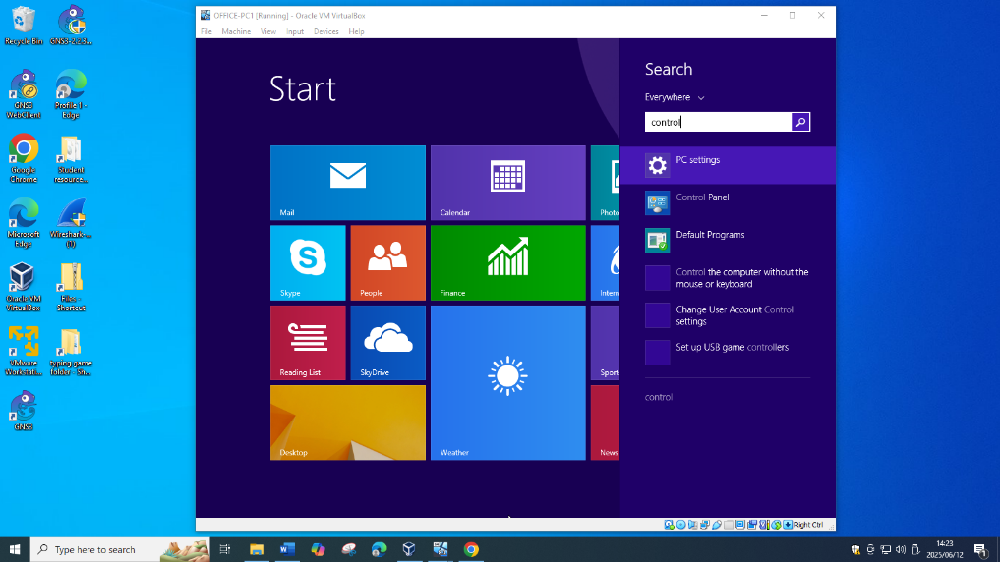 OFFICE-PC1 [Running] - Oracle VM VirtualBox
File Machine View Input Devices Help
Recycle Bin
GNS3-2.2.3...
GNS3 WebClient
Profile 1 - Edge
Google Chrome
Student resource...
Microsoft Edge
Wireshark-... (1)
Oracle VM VirtualBox
Files - Shortcut
VMware Workstati...
typing game folder - Sh...
GNS3
Start
Mail
Calendar
Photo
Skype
People
Finance
Intern
Reading List
SkyDrive
Weather
Sports
Desktop
News
Search
Everywhere
control
PC settings
Control Panel
Default Programs
Control the computer without the
mouse or keyboard
Change User Account Control
settings
Set up USB game controllers
control
Right Ctrl
Type here to search
14:23
2025/06/12
1